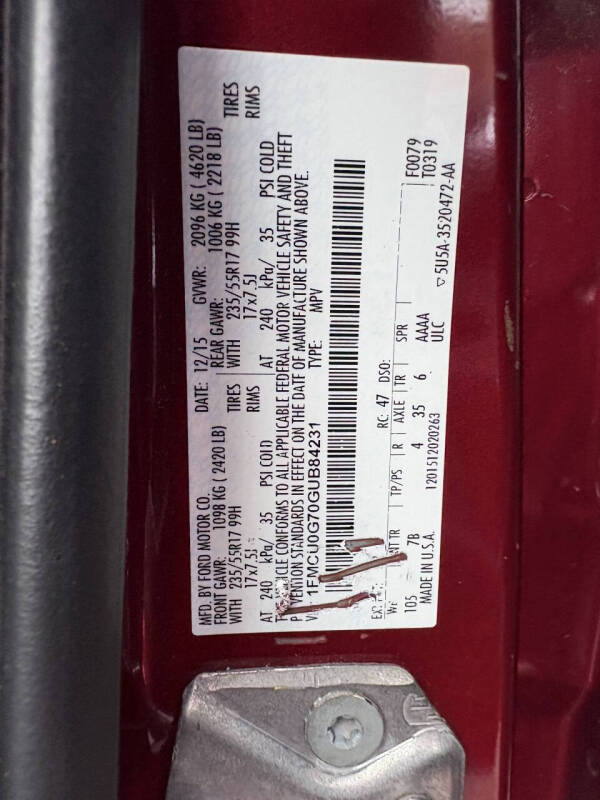 MFD. BY FORD MOTOR CO. DATE: 12/15 GVWR: 2096 KG ( 4620 LB)
FRONT GAWR: 1098 KG ( 2420 LB) REAR GAWR: 1006 KG ( 2218 LB)
WITH 235/55R17 99H TIRES WITH 235/55R17 99H TIRES
17x7.5J RIMS 17x7.5J RIMS
AT 240 kPa/ 35 PSI COLD AT 240 kPa/ 35 PSI COLD
CONFORMS TO ALL APPLICABLE FEDERAL MOTOR VEHICLE SAFETY AND THEFT
STANDARDS IN EFFECT ON THE DATE OF MANUFACTURE SHOWN ABOVE.
1FMCU0G70GUB84231 TYPE: MPV
RC: 47 DSO:
INT TR TP/PS R AXLE TR SPR F0079
105 7B 4 35 6 AAAA T0319
MADE IN U.S.A. 1201512020263 ULC
5U5A-3520472-AA